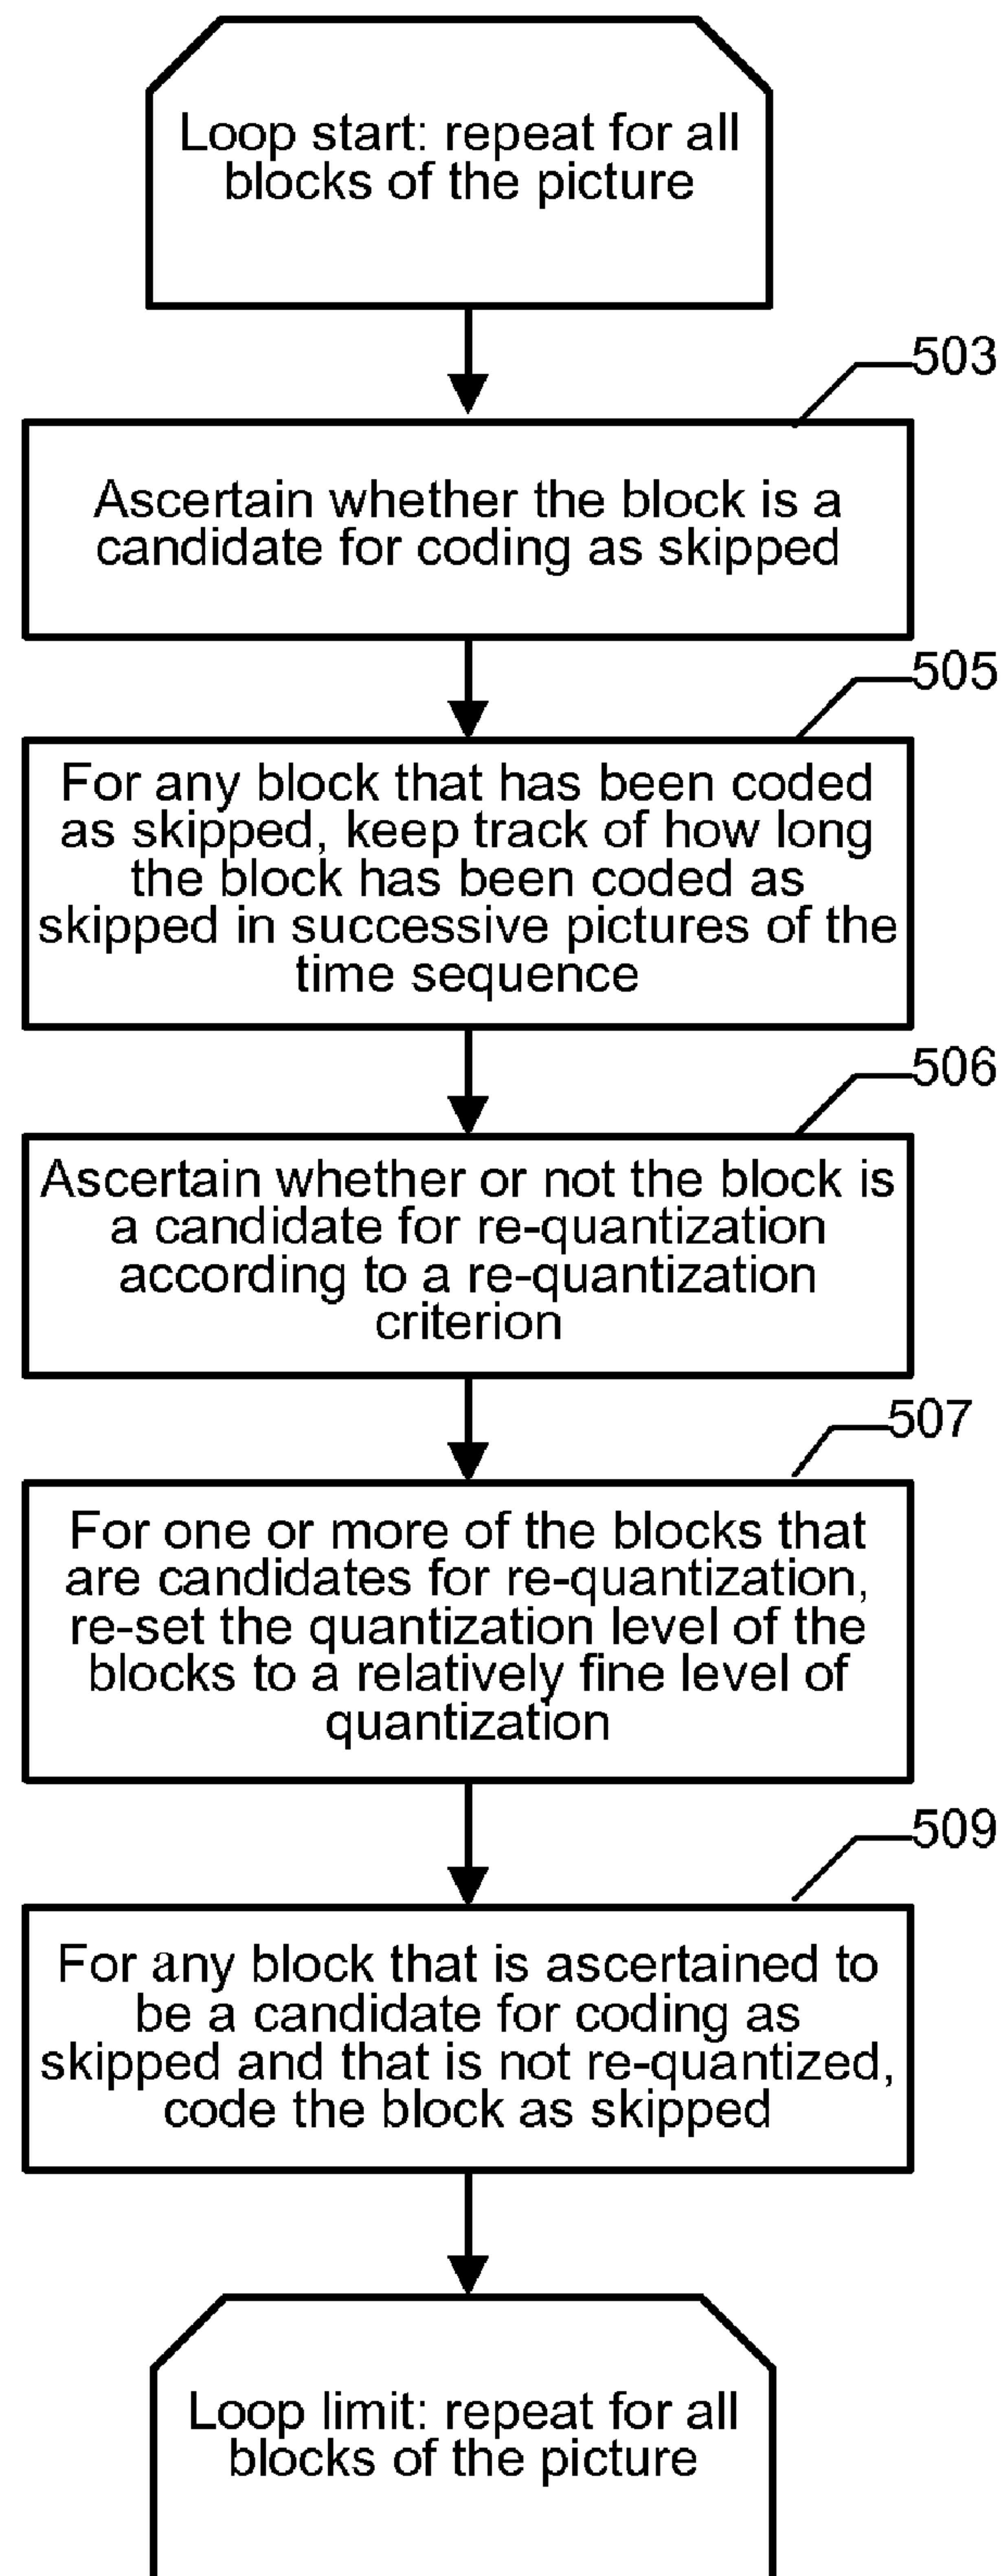 Loop start: repeat for all
blocks of the picture
503
Ascertain whether the block is a
candidate for coding as skipped
505
For any block that has been coded
as skipped, keep track of how long
the block has been coded as
skipped in successive pictures of the
time sequence
506
Ascertain whether or not the block is
a candidate for re-quantization
according to a re-quantization
criterion
507
For one or more of the blocks that
are candidates for re-quantization,
re-set the quantization level of the
blocks to a relatively fine level of
quantization
509
For any block that is ascertained to
be a candidate for coding as
skipped and that is not re-quantized,
code the block as skipped
Loop limit: repeat for all
blocks of the picture